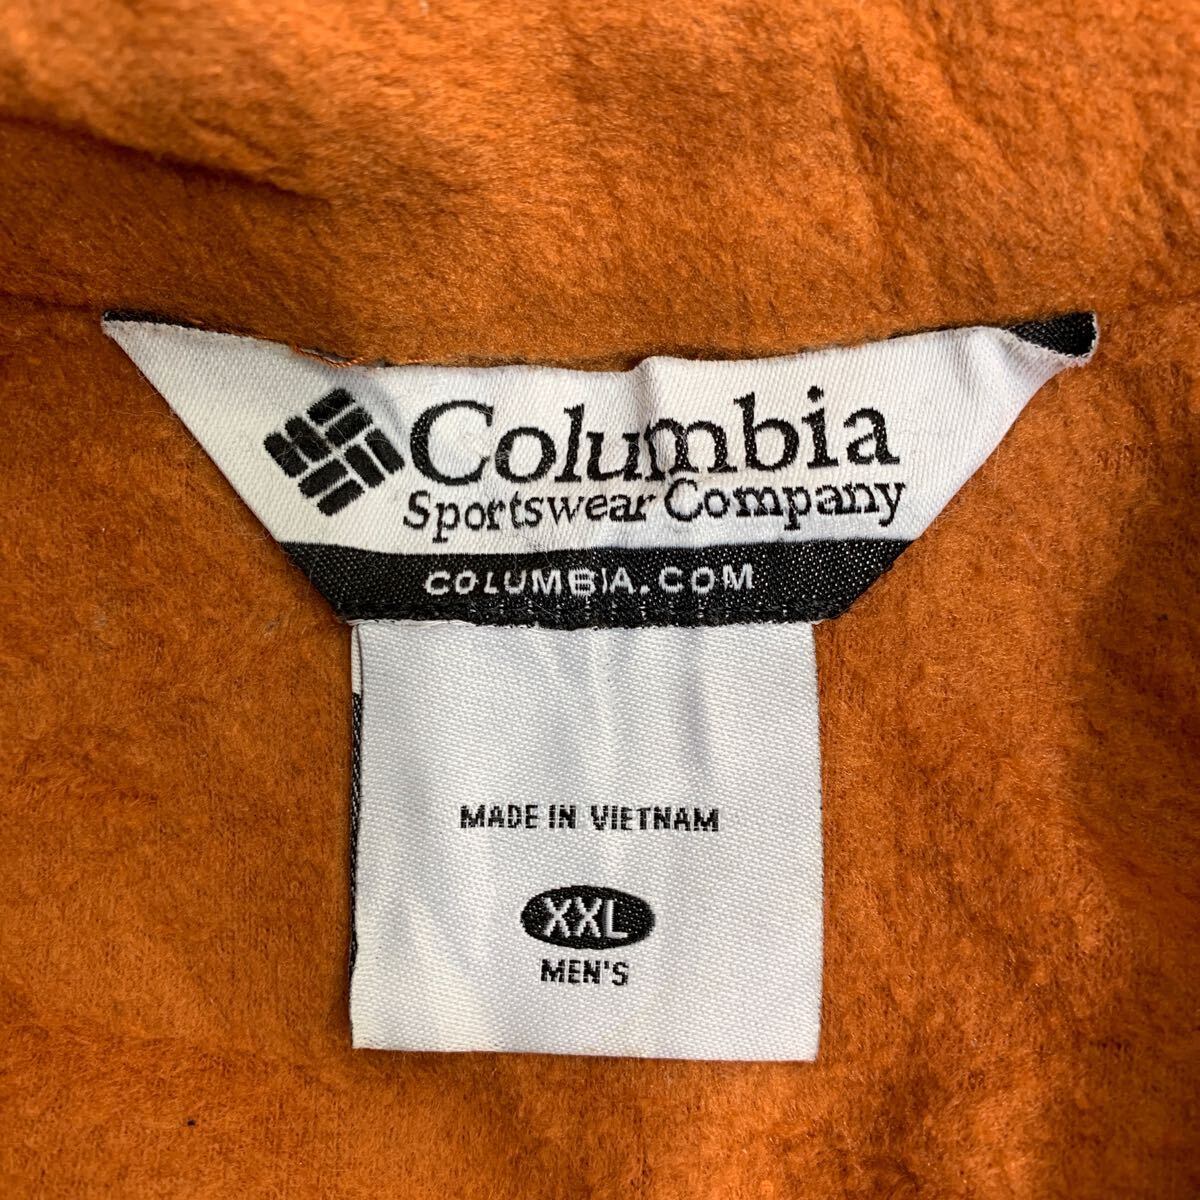 Columbia
Sportswear Company
COLUMBIA.COM
MADE IN VIETNAM
XXL
MEN'S